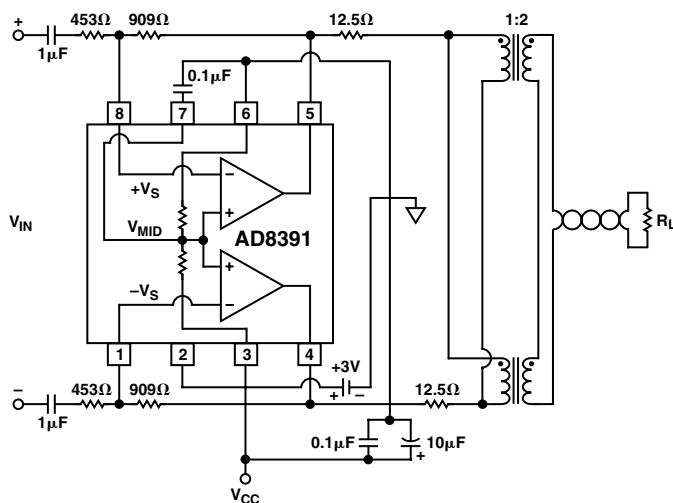 +
453Ω
909Ω
12.5Ω
1:2
1μF
0.1μF
8
7
6
5
+VS
VIN
VMID
AD8391
RL
–VS
1
2
3
4
+3V
+
–
–
453Ω
909Ω
12.5Ω
1μF
0.1μF
10μF
+
VCC
–
+
+
–